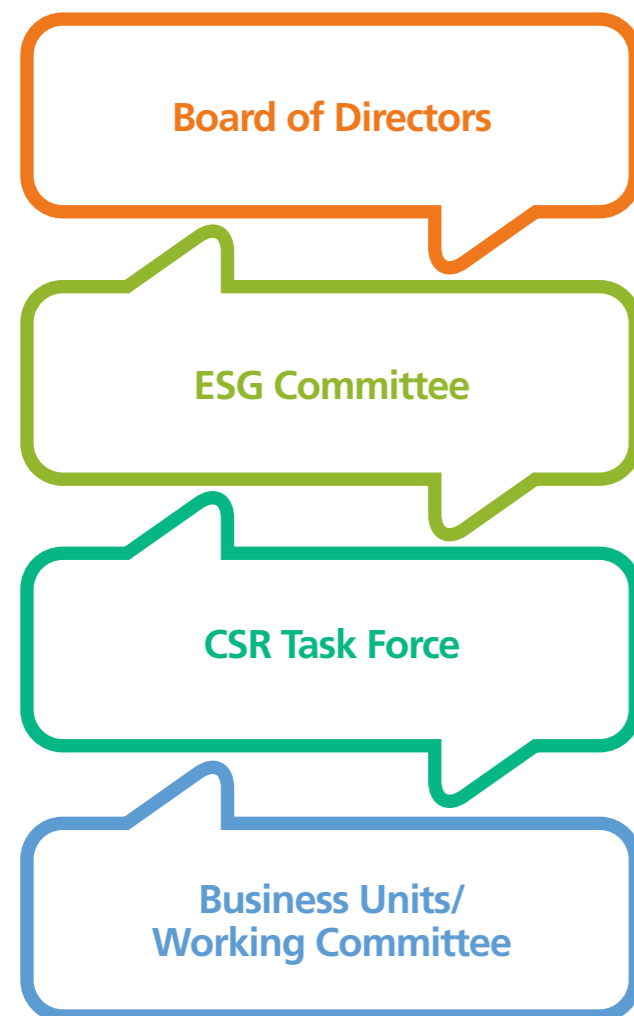 Board of Directors
ESG Committee
CSR Task Force
Business Units/
Working Committee